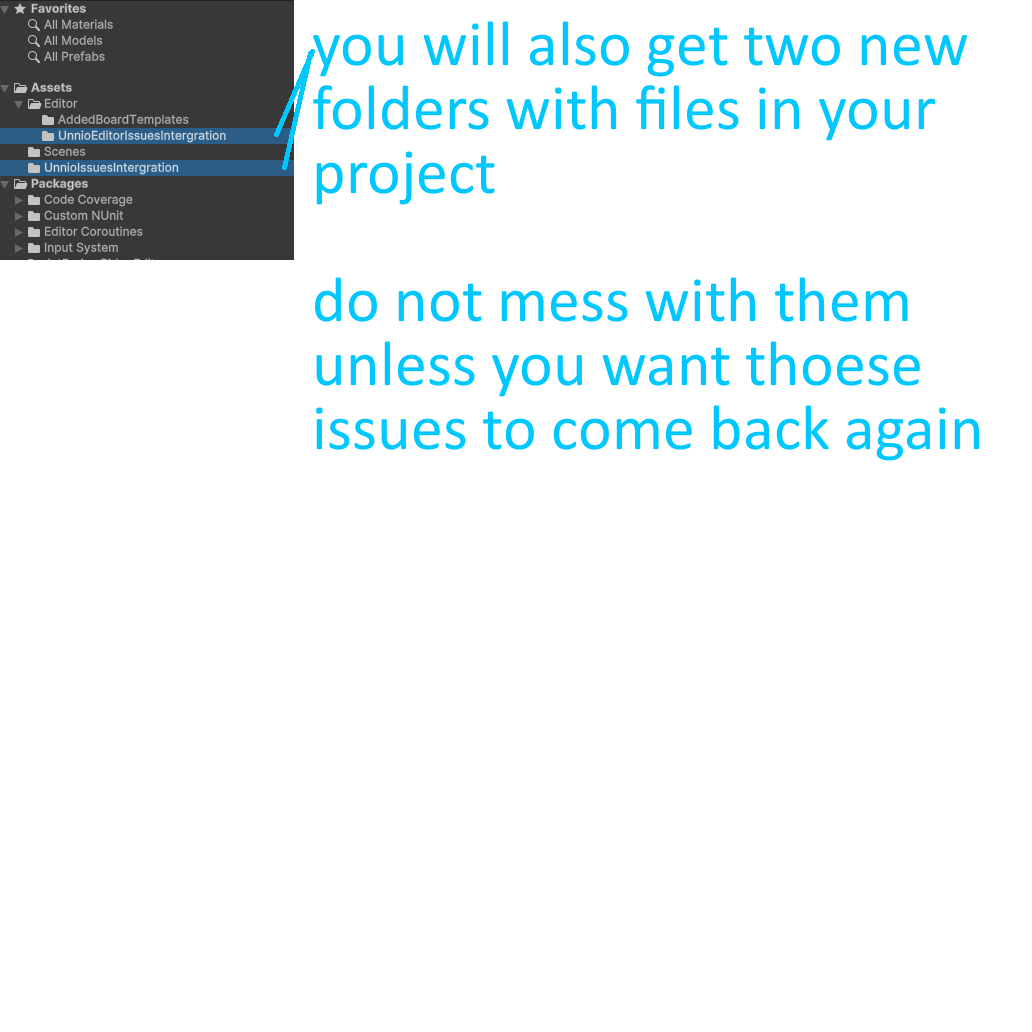 Favorites
All Materials
All Models
All Prefabs
Assets
Editor
AddedBoardTemplates
UnnioEditorIssuesIntergration
Scenes
UnnioIssuesIntergration
Packages
Code Coverage
Custom NUnit
Editor Coroutines
Input System
you will also get two new
folders with files in your
project
do not mess with them
unless you want thoese
issues to come back again